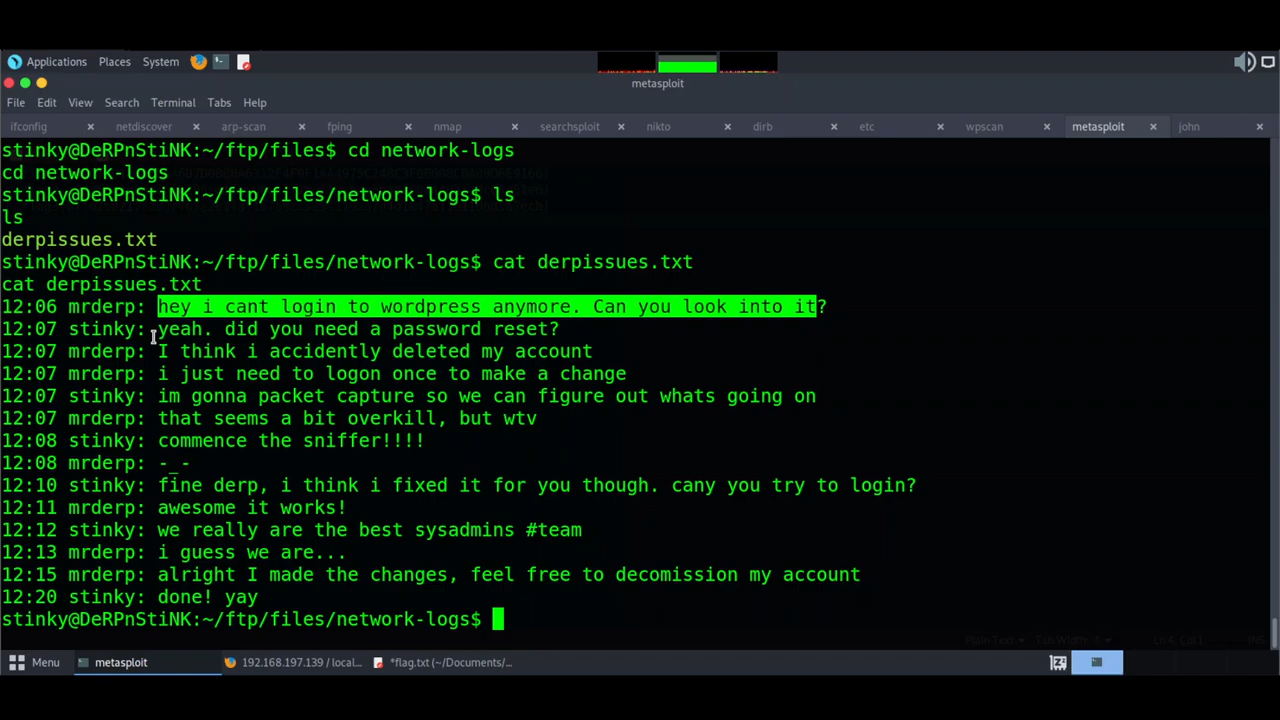 Applications Places System
metasploit
File Edit View Search Terminal Tabs Help
ifconfig netdiscover arp-scan fping nmap searchsploit nikto dirb etc wpscan metasploit john
stinky@DeRPnStiNK:~/ftp/files$ cd network-logs
cd network-logs
stinky@DeRPnStiNK:~/ftp/files/network-logs$ ls
ls
derpissues.txt
stinky@DeRPnStiNK:~/ftp/files/network-logs$ cat derpissues.txt
cat derpissues.txt
12:06 mrderp: hey i cant login to wordpress anymore. Can you look into it?
12:07 stinky: yeah. did you need a password reset?
12:07 mrderp: I think i accidently deleted my account
12:07 mrderp: i just need to logon once to make a change
12:07 stinky: im gonna packet capture so we can figure out whats going on
12:07 mrderp: that seems a bit overkill, but wtv
12:08 stinky: commence the sniffer!!!!
12:08 mrderp: -_-
12:10 stinky: fine derp, i think i fixed it for you though. cany you try to login?
12:11 mrderp: awesome it works!
12:12 stinky: we really are the best sysadmins #team
12:13 mrderp: i guess we are...
12:15 mrderp: alright I made the changes, feel free to decomission my account
12:20 stinky: done! yay
stinky@DeRPnStiNK:~/ftp/files/network-logs$
Menu metasploit 192.168.197.139 / local... *flag.txt (~/Documents/...